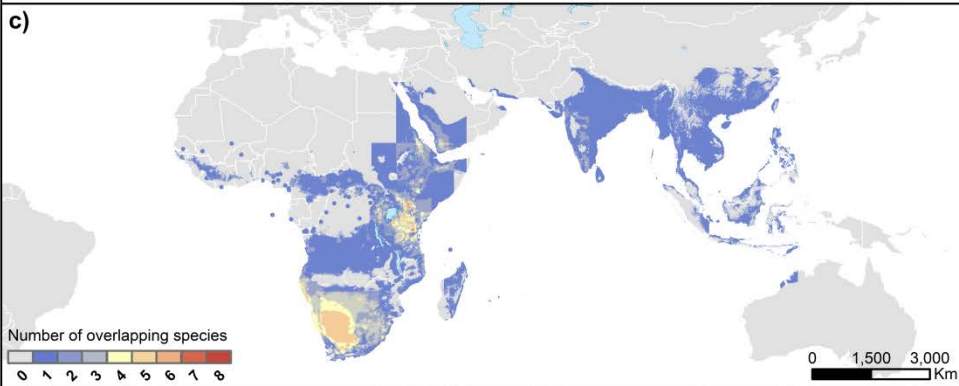 c)
Number of overlapping species
0 1 2 3 4 5 6 7 8
0 1,500 3,000
Km